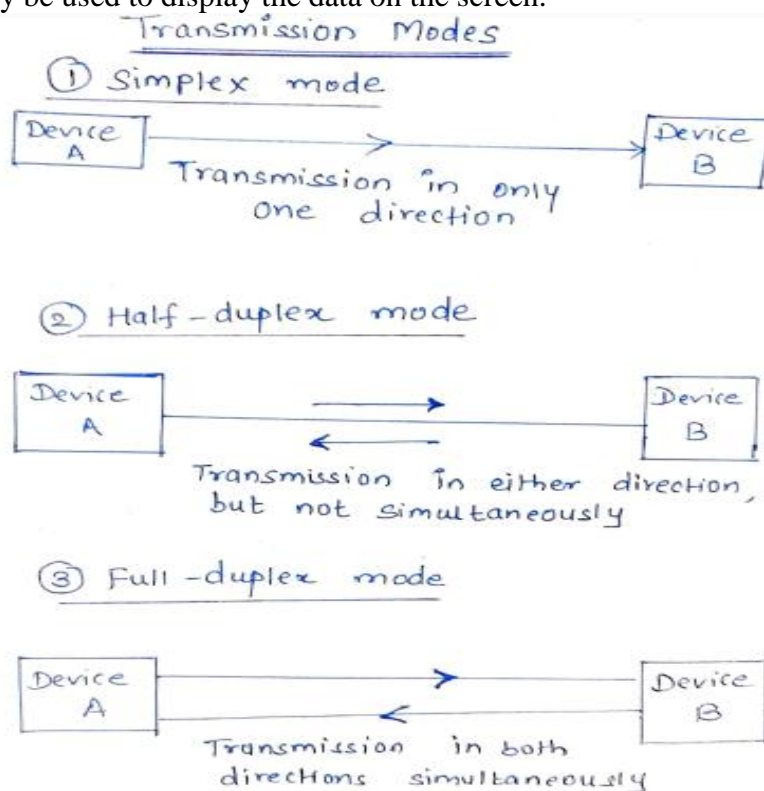 y be used to display the data on the screen.
Transmission Modes
① Simplex mode
Device
A
Device
B
Transmission in only
one direction
② Half-duplex mode
Device
A
Device
B
Transmission in either direction,
but not simultaneously
③ Full-duplex mode
Device
A
Device
B
Transmission in both
directions simultaneously